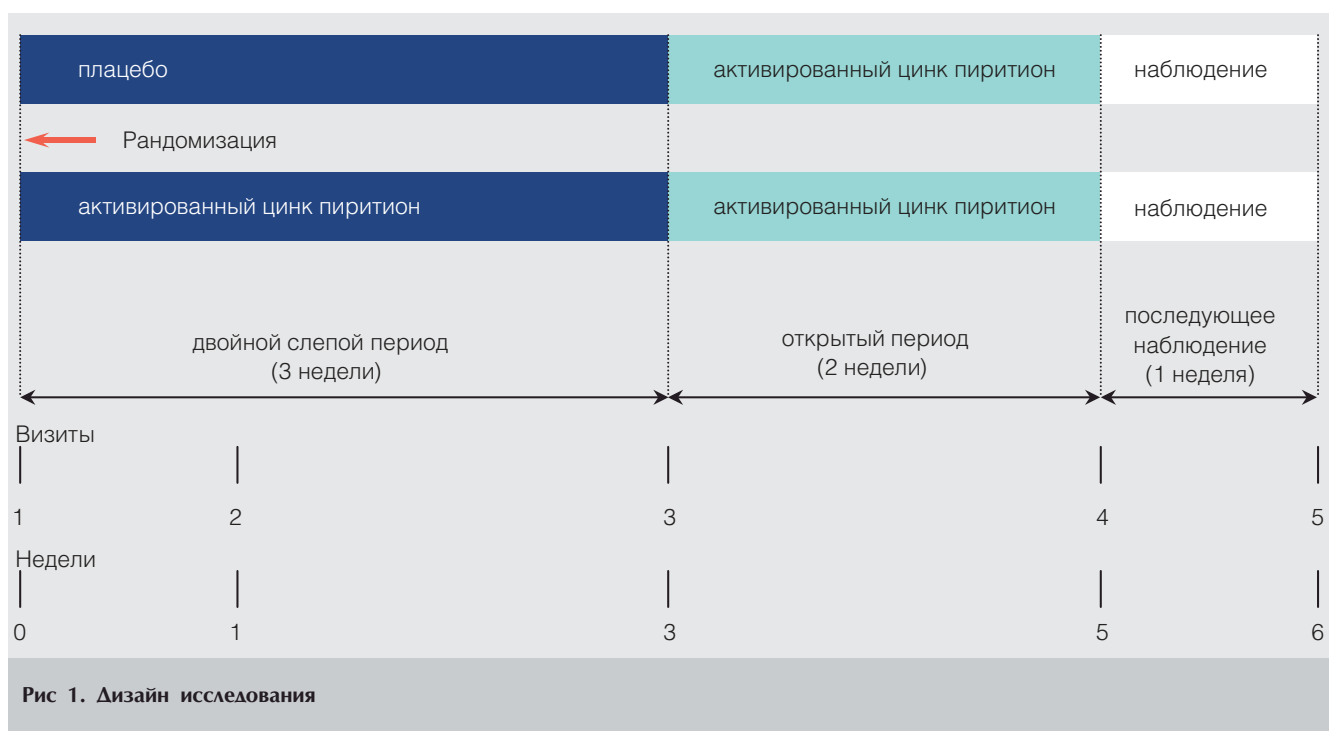 плацебо
активированный цинк пиритион
наблюдение
Рандомизация
активированный цинк пиритион
активированный цинк пиритион
наблюдение
двойной слепой период
(3 недели)
открытый период
(2 недели)
последующее
наблюдение
(1 неделя)
Визиты
1 2 3 4 5
Недели
0 1 3 5 6
Рис 1. Дизайн исследования